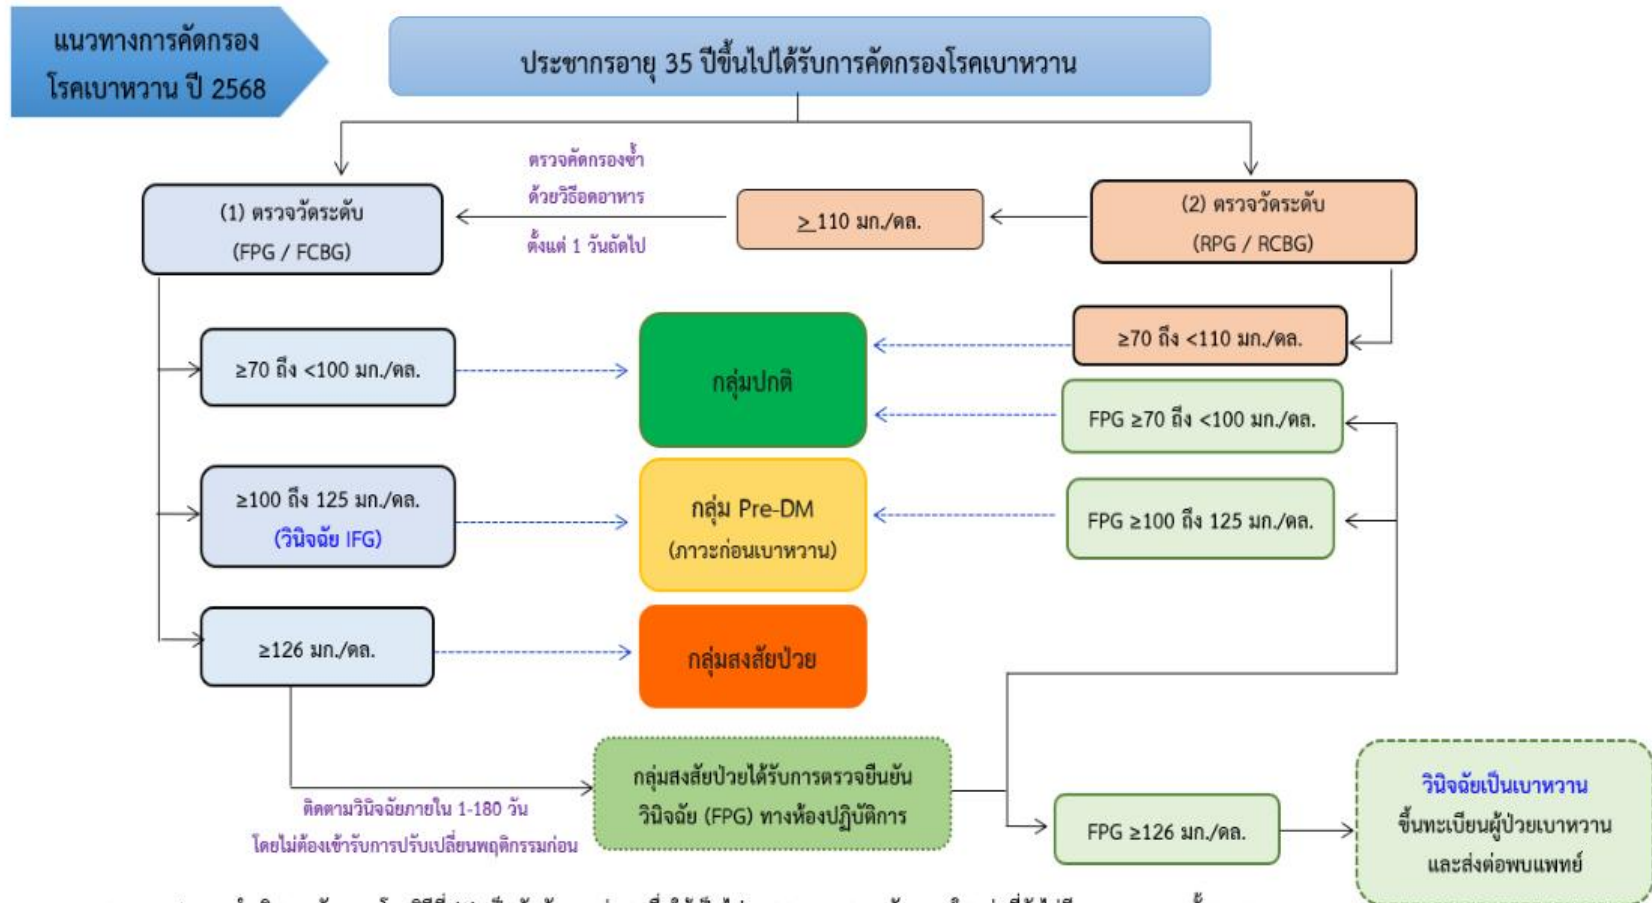 แนวทางการคัดกรอง
โรคเบาหวาน ปี 2568
ประชากรอายุ 35 ปีขึ้นไปได้รับการคัดกรองโรคเบาหวาน
(1) ตรวจวัดระดับ
(FPG / FCBG)
ตรวจคัดกรองซ้ำ
ด้วยวิธีอดอาหาร
ตั้งแต่ 1 วันถัดไป
≥ 110 มก./ดล.
(2) ตรวจวัดระดับ
(RPG / RCBG)
≥70 ถึง <100 มก./ดล.
กลุ่มปกติ
≥70 ถึง <110 มก./ดล.
FPG ≥70 ถึง <100 มก./ดล.
≥100 ถึง 125 มก./ดล.
(วินิจฉัย IFG)
กลุ่ม Pre-DM
(ภาวะก่อนเบาหวาน)
FPG ≥100 ถึง 125 มก./ดล.
≥126 มก./ดล.
กลุ่มสงสัยป่วย
ติดตามวินิจฉัยภายใน 1-180 วัน
โดยไม่ต้องเข้ารับการปรับเปลี่ยนพฤติกรรมก่อน
กลุ่มสงสัยป่วยได้รับการตรวจยืนยัน
วินิจฉัย (FPG) ทางห้องปฏิบัติการ
FPG ≥126 มก./ดล.
วินิจฉัยเป็นเบาหวาน
ขึ้นทะเบียนผู้ป่วยเบาหวาน
และส่งต่อพบแพทย์